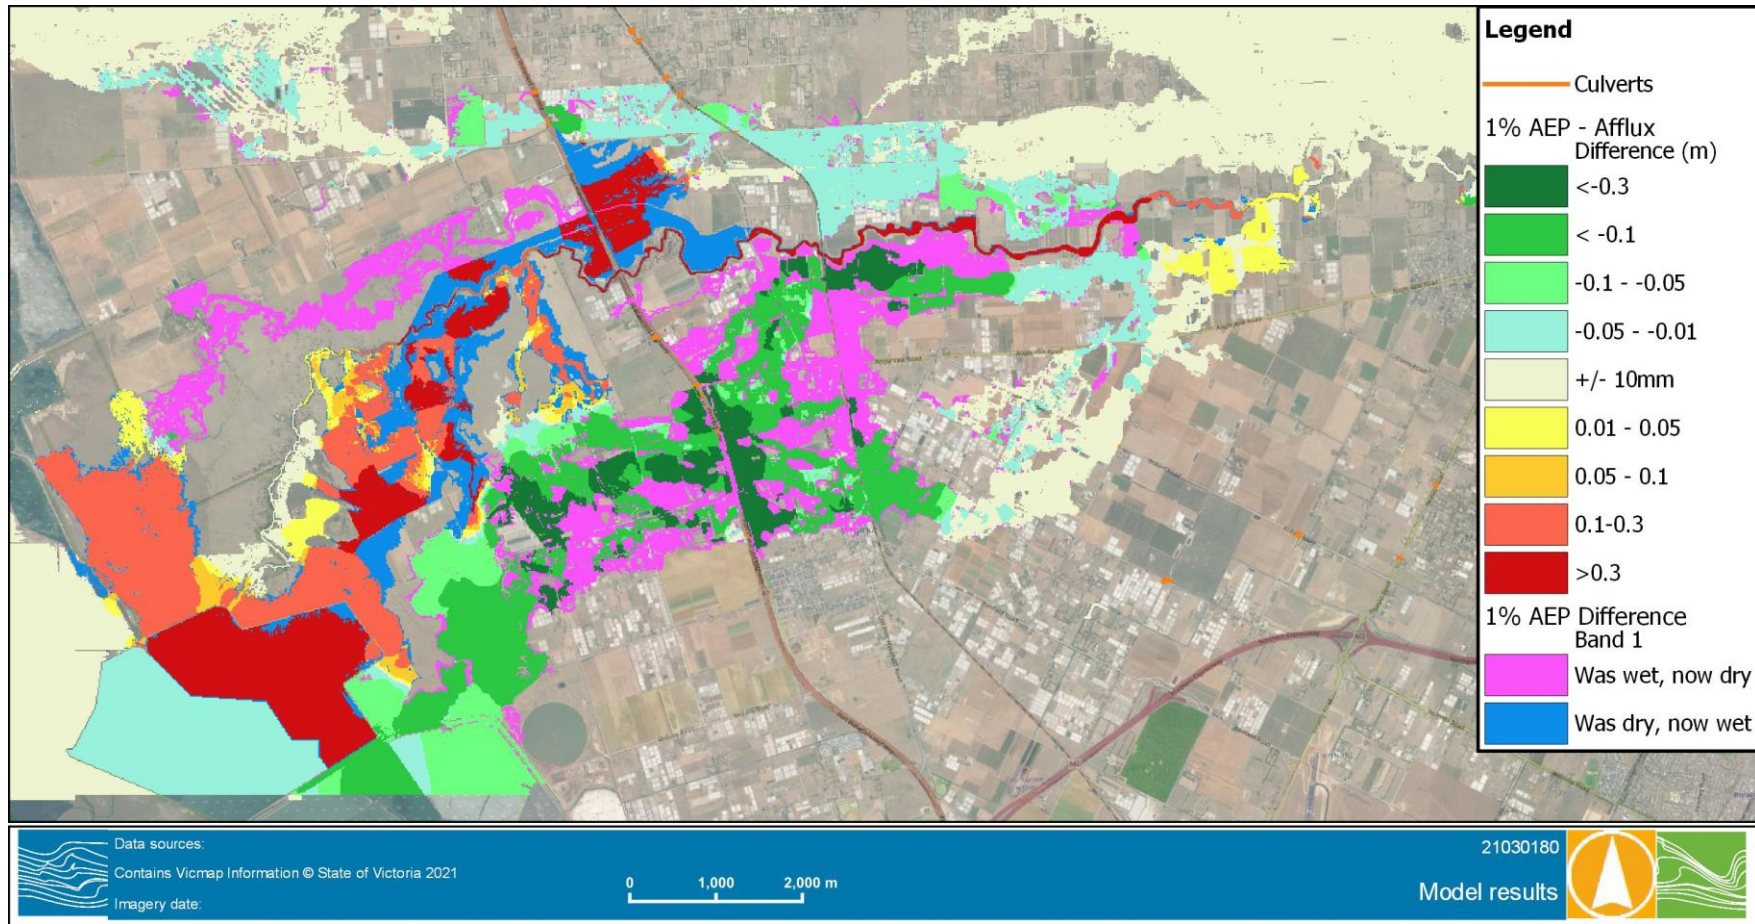 Legend
Culverts
1% AEP - Afflux
Difference (m)
<-0.3
< -0.1
-0.1 - -0.05
-0.05 - -0.01
+/- 10mm
0.01 - 0.05
0.05 - 0.1
0.1-0.3
>0.3
1% AEP Difference
Band 1
Was wet, now dry
Was dry, now wet
Data sources:
Contains Vicmap Information © State of Victoria 2021
Imagery date:
0 1,000 2,000 m
21030180
Model results